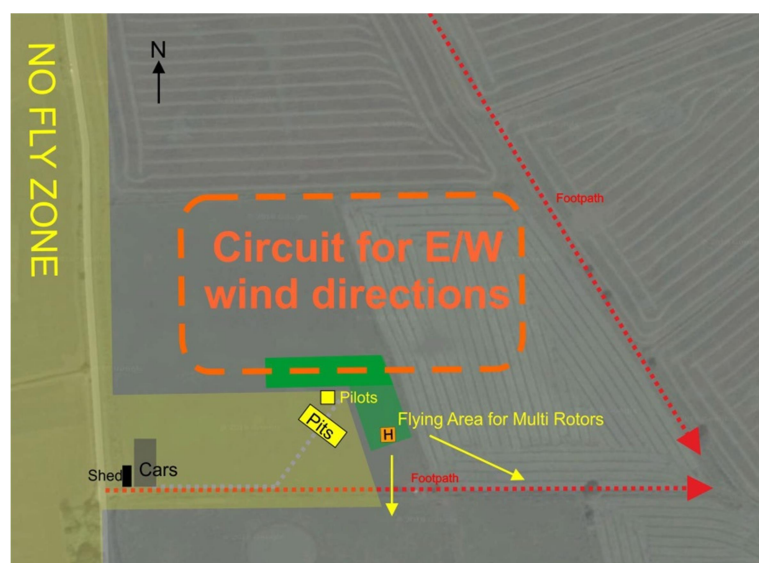 NO FLY ZONE
N
Footpath
Circuit for E/W
wind directions
Pilots
Pits
Flying Area for Multi Rotors
H
Shed
Cars
Footpath